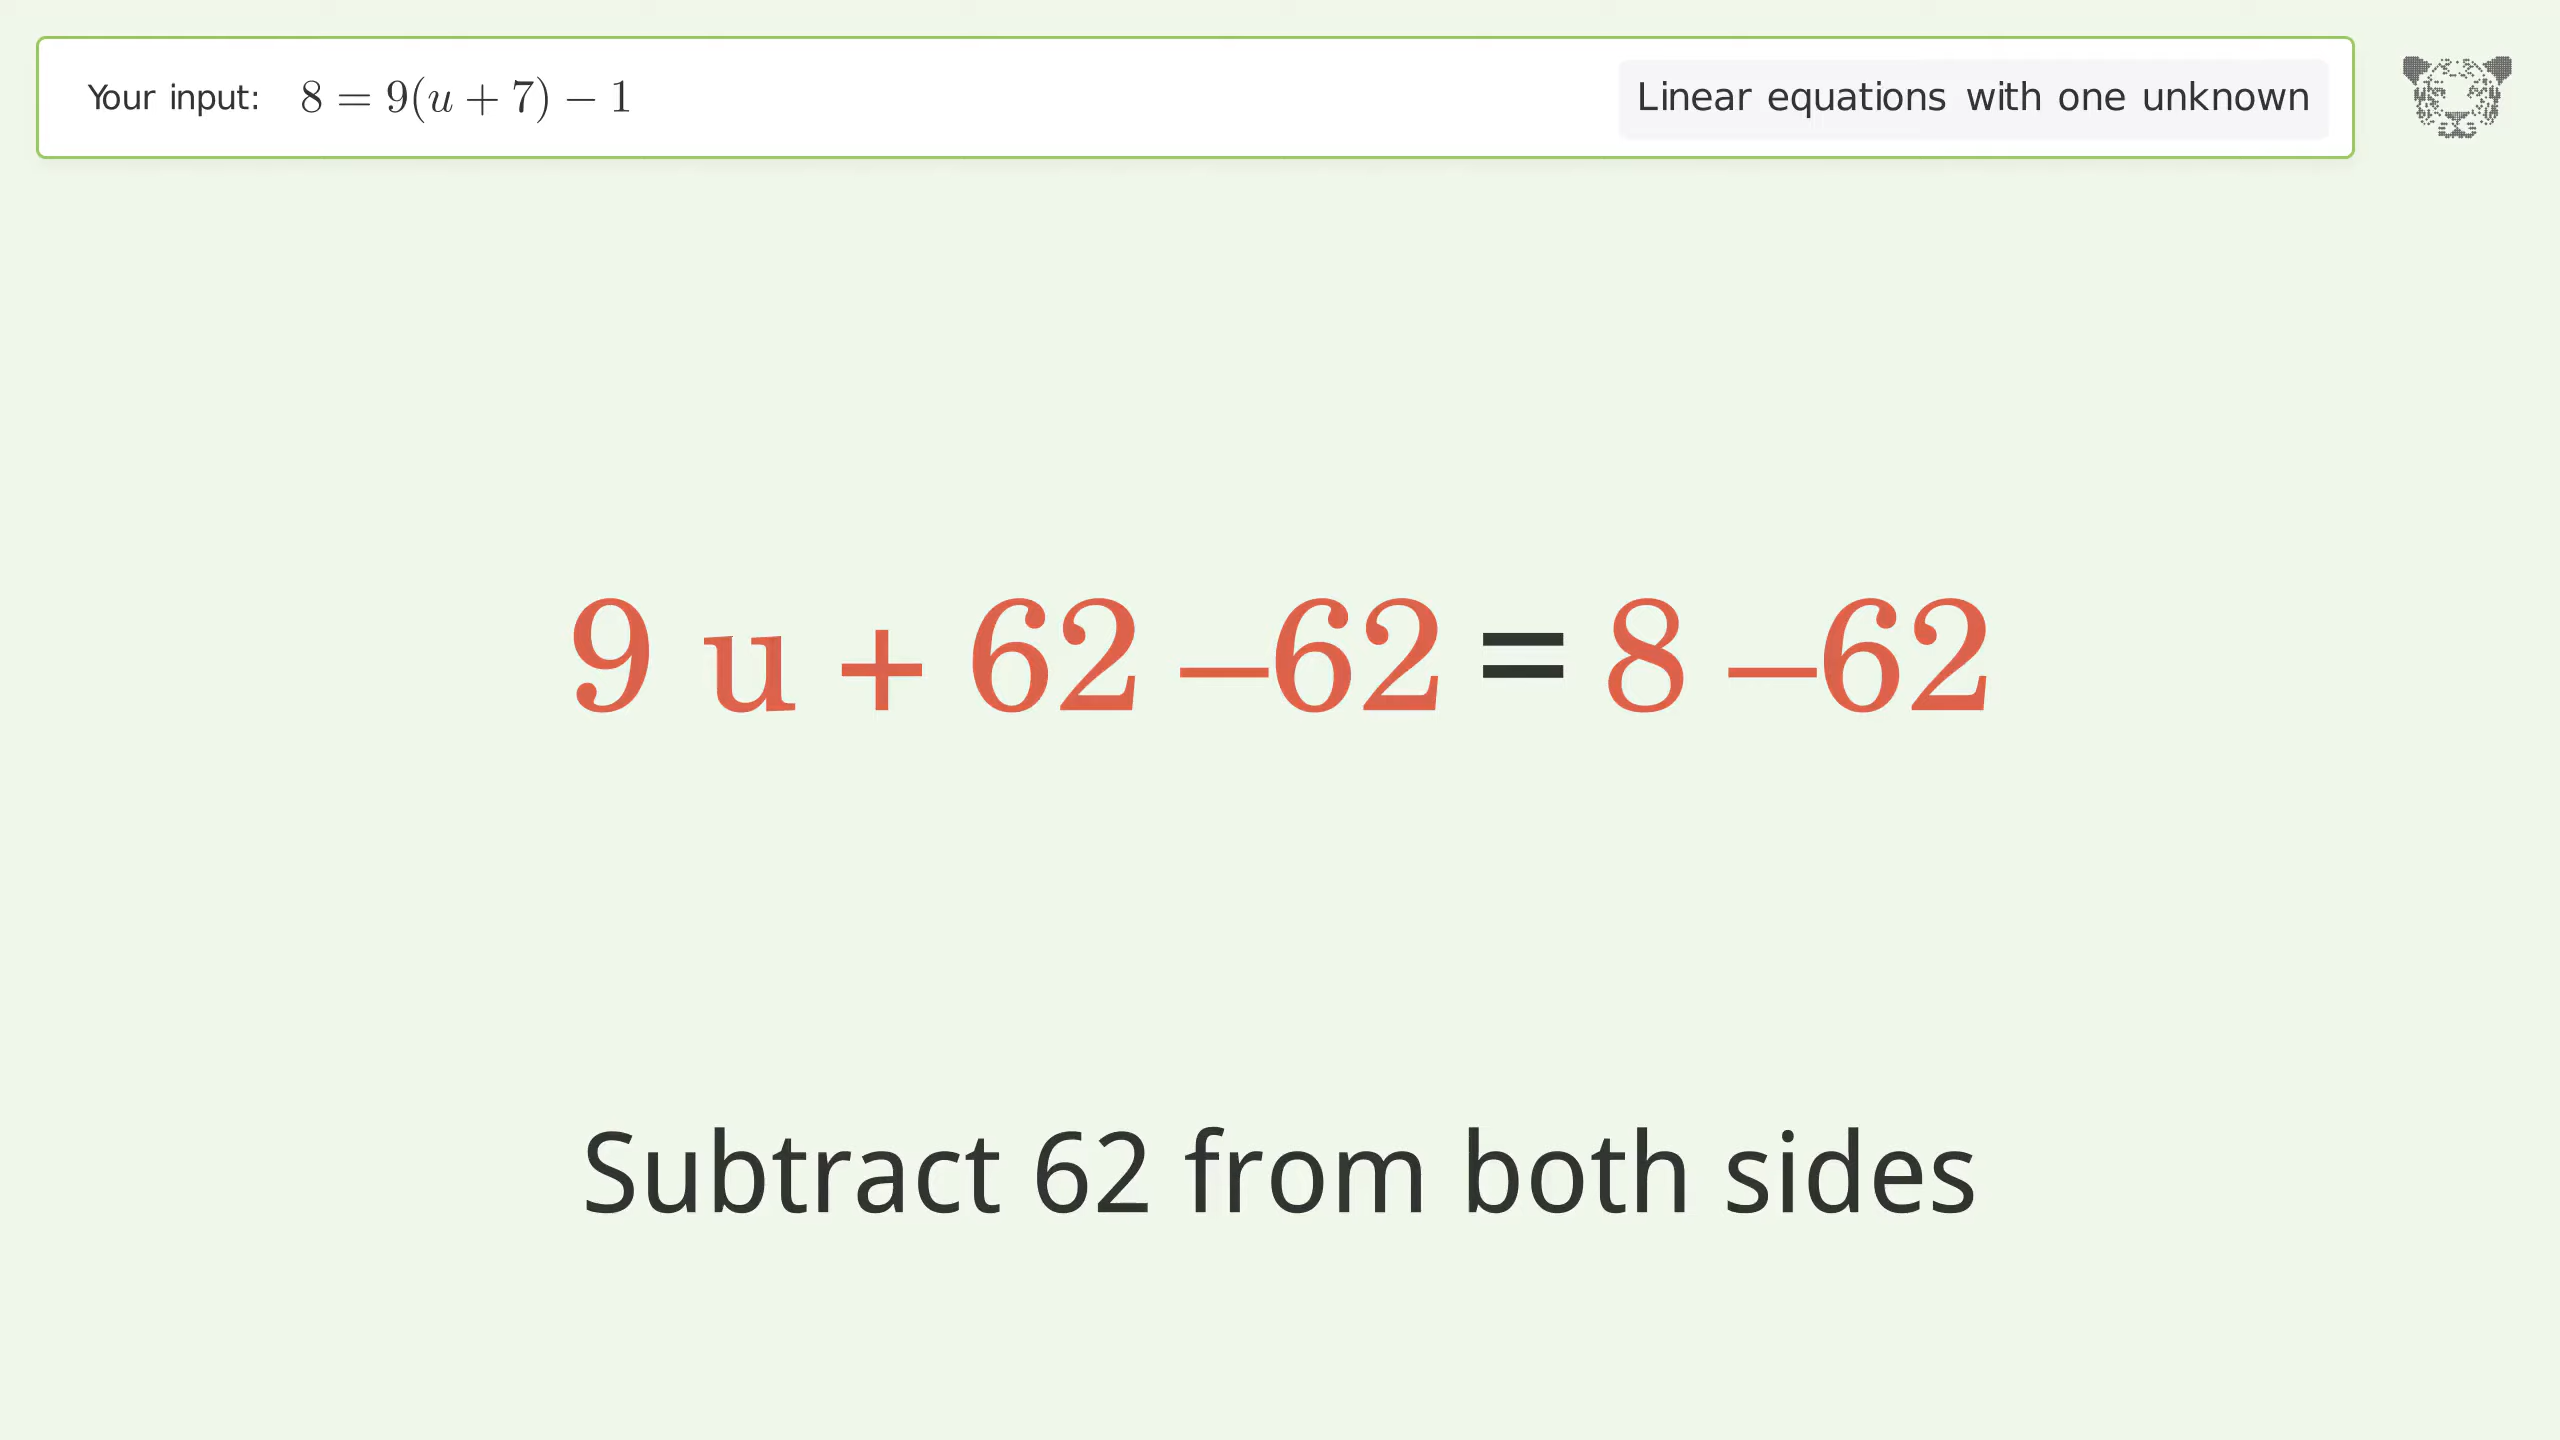 Your input: 8 = 9(u + 7) − 1
Linear equations with one unknown
9 u + 62 −62 = 8 −62
Subtract 62 from both sides